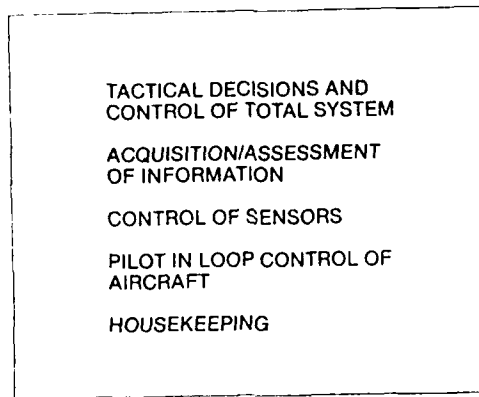 TACTICAL DECISIONS AND
CONTROL OF TOTAL SYSTEM
ACQUISITION/ASSESSMENT
OF INFORMATION
CONTROL OF SENSORS
PILOT IN LOOP CONTROL OF
AIRCRAFT
HOUSEKEEPING